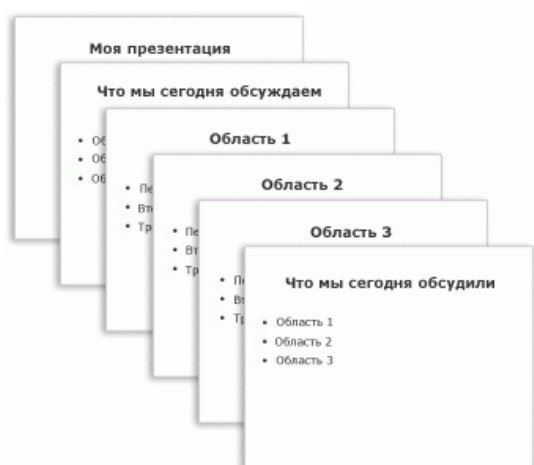 Моя презентация
Что мы сегодня обсуждаем
Область 1
Область 2
Область 3
Что мы сегодня обсудили
• Область 1
• Область 2
• Область 3